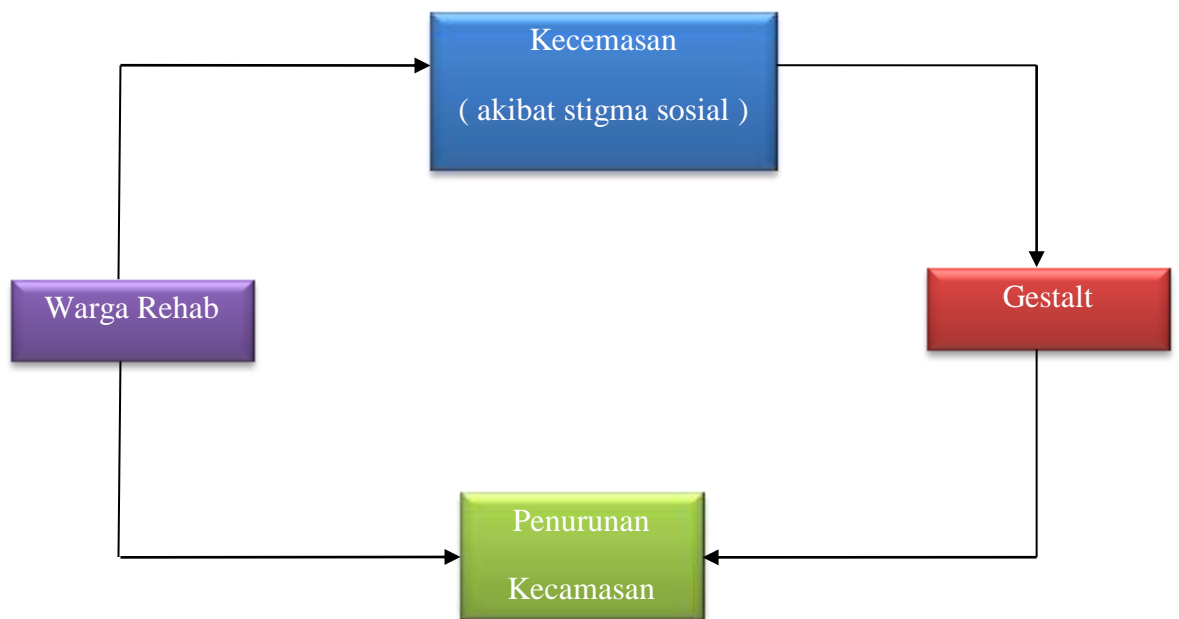 Kecemasan
( akibat stigma sosial )
Warga Rehab
Gestalt
Penurunan
Kecamasan